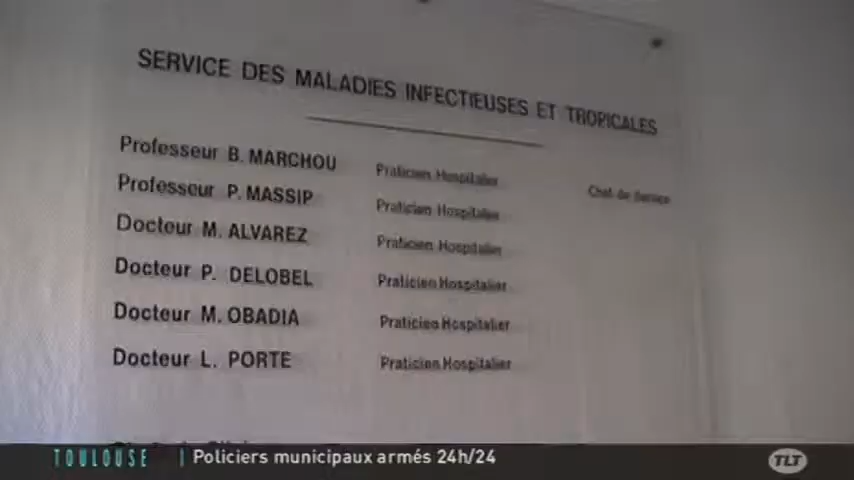 SERVICE DES MALADIES INFECTIEUSES ET TROPICALES
Professeur B. MARCHOU Praticien Hospitalier Chef de Service
Professeur P. MASSIP Praticien Hospitalier
Docteur M. ALVAREZ Praticien Hospitalier
Docteur P. DELOBEL Praticien Hospitalier
Docteur M. OBADIA Praticien Hospitalier
Docteur L. PORTE Praticien Hospitalier
TOULOUSE | Policiers municipaux armés 24h/24
TLT